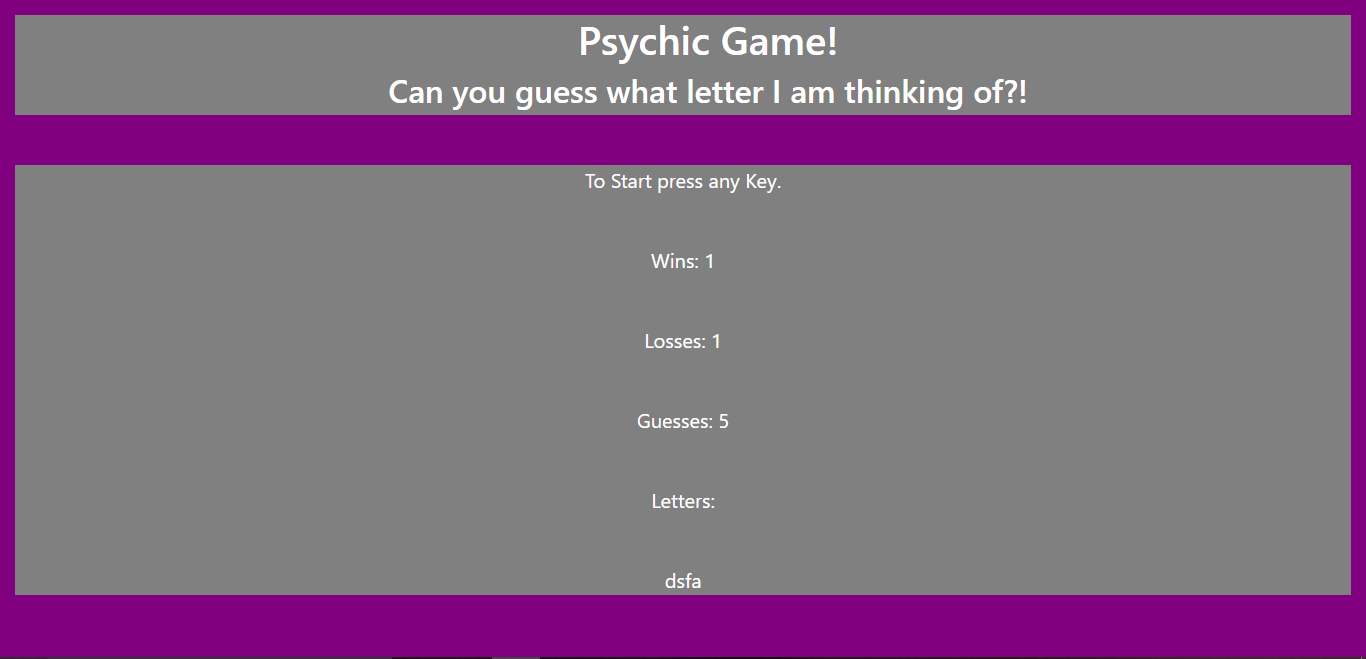 Psychic Game!
Can you guess what letter I am thinking of?!
To Start press any Key.
Wins: 1
Losses: 1
Guesses: 5
Letters:
dsfa